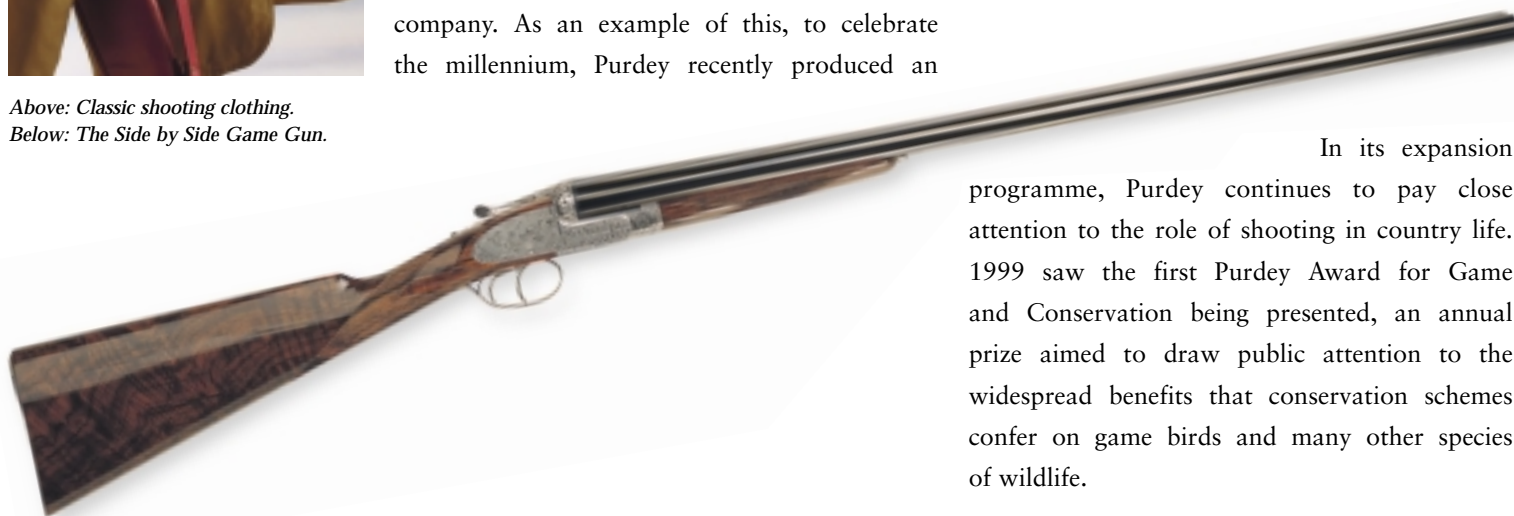 company. As an example of this, to celebrate
the millennium, Purdey recently produced an
Above: Classic shooting clothing.
Below: The Side by Side Game Gun.
In its expansion
programme, Purdey continues to pay close
attention to the role of shooting in country life.
1999 saw the first Purdey Award for Game
and Conservation being presented, an annual
prize aimed to draw public attention to the
widespread benefits that conservation schemes
confer on game birds and many other species
of wildlife.